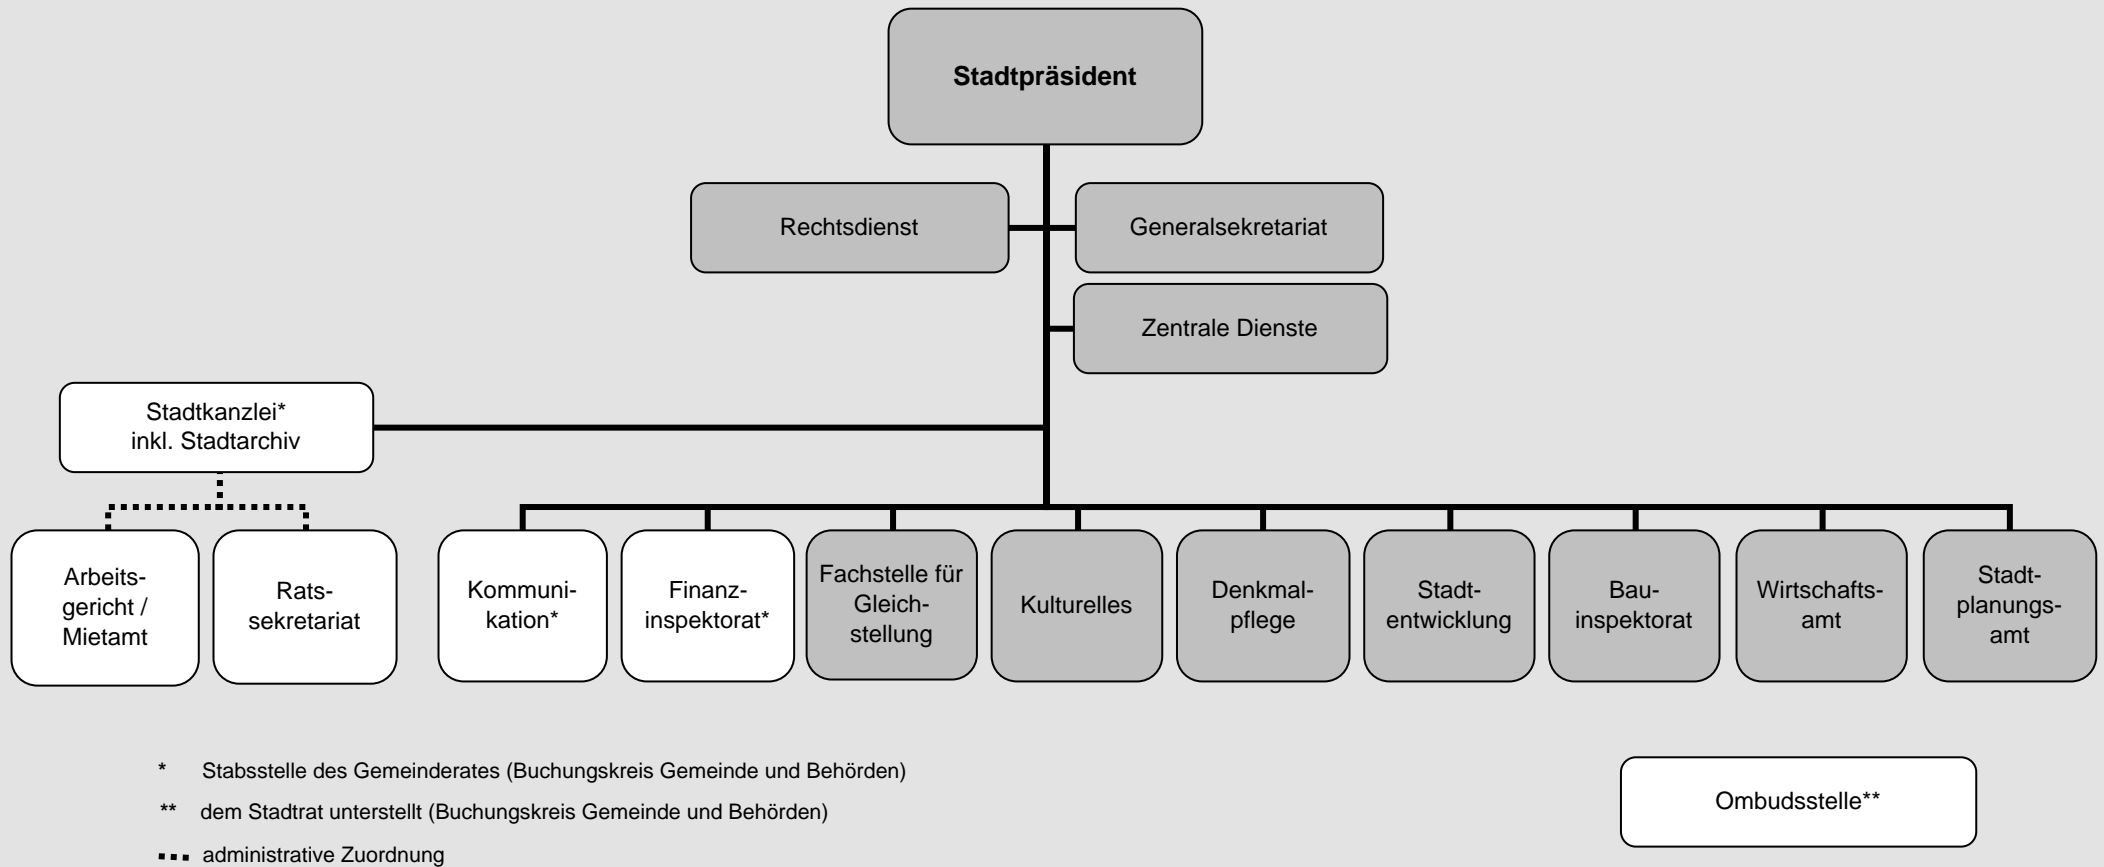 Stadtpräsident
Rechtsdienst
Generalsekretariat
Zentrale Dienste
Stadtkanzlei*
inkl. Stadtarchiv
Arbeits-
gericht /
Mietamt
Rats-
sekretariat
Kommuni-
kation*
Finanz-
inspektorat*
Fachstelle für
Gleich-
stellung
Kulturelles
Denkmal-
pflege
Stadt-
entwicklung
Bau-
inspektorat
Wirtschafts-
amt
Stadt-
planungs-
amt
* Stabsstelle des Gemeinderates (Buchungskreis Gemeinde und Behörden)
** dem Stadtrat unterstellt (Buchungskreis Gemeinde und Behörden)
administrative Zuordnung
Ombudsstelle**